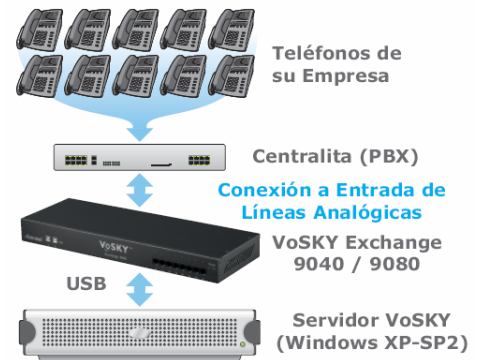 Teléfonos de
su Empresa
Centralita (PBX)
Conexión a Entrada de
Líneas Analógicas
VoSKY
VoSKY Exchange
9040 / 9080
USB
Servidor VoSKY
(Windows XP-SP2)